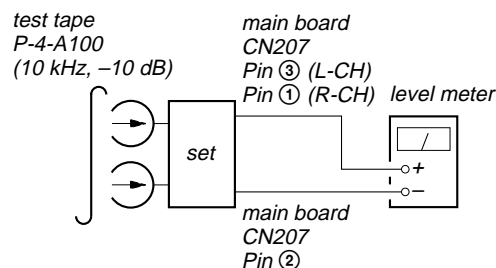 test tape
P-4-A100
(10 kHz, –10 dB)
main board
CN207
Pin ③ (L-CH)
Pin ① (R-CH)
level meter
set
+
–
main board
CN207
Pin ②